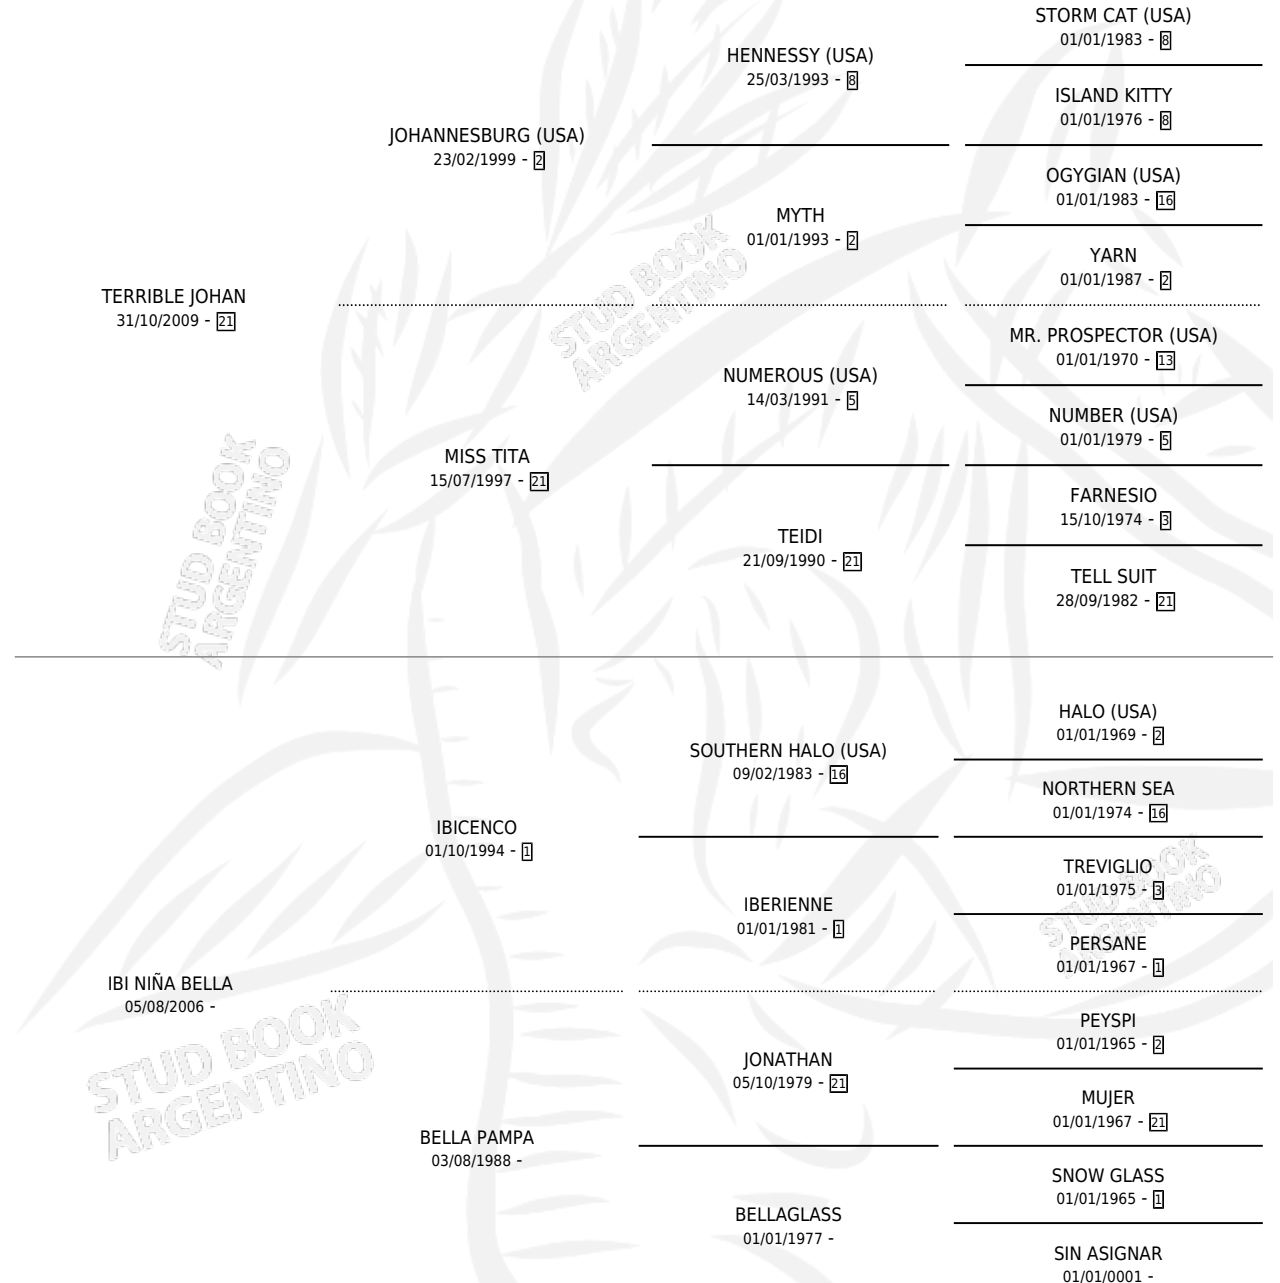 STORM CAT (USA)
01/01/1983 - 8
HENNESSY (USA)
25/03/1993 - 8
ISLAND KITTY
01/01/1976 - 8
JOHANNESBURG (USA)
23/02/1999 - 2
OGYGIAN (USA)
01/01/1983 - 16
MYTH
01/01/1993 - 2
YARN
01/01/1987 - 2
TERRIBLE JOHAN
31/10/2009 - 21
MR. PROSPECTOR (USA)
01/01/1970 - 13
NUMEROUS (USA)
14/03/1991 - 5
NUMBER (USA)
01/01/1979 - 5
MISS TITA
15/07/1997 - 21
FARNESIO
15/10/1974 - 3
TEIDI
21/09/1990 - 21
TELL SUIT
28/09/1982 - 21
HALO (USA)
01/01/1969 - 2
SOUTHERN HALO (USA)
09/02/1983 - 16
NORTHERN SEA
01/01/1974 - 16
IBICENCO
01/10/1994 - 1
TREVIGLIO
01/01/1975 - 3
IBERIENNE
01/01/1981 - 1
PERSANE
01/01/1967 - 1
IBI NIÑA BELLA
05/08/2006 -
PEYSPI
01/01/1965 - 2
JONATHAN
05/10/1979 - 21
MUJER
01/01/1967 - 21
BELLA PAMPA
03/08/1988 -
SNOW GLASS
01/01/1965 - 1
BELLAGLASS
01/01/1977 -
SIN ASIGNAR
01/01/0001 -
STUD BOOK
ARGENTINO
STUD BOOK
ARGENTINO
STUD BOOK
ARGENTINO
STUD BOOK
ARGENTINO